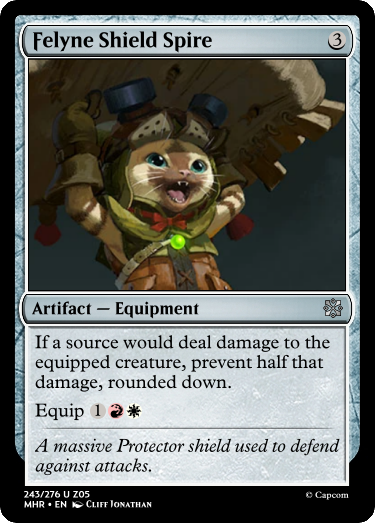 Felyne Shield Spire 3
Artifact — Equipment
If a source would deal damage to the
equipped creature, prevent half that
damage, rounded down.
Equip 1
A massive Protector shield used to defend
against attacks.
243/276 U Z05
MHR • EN Cliff Jonathan
© Capcom